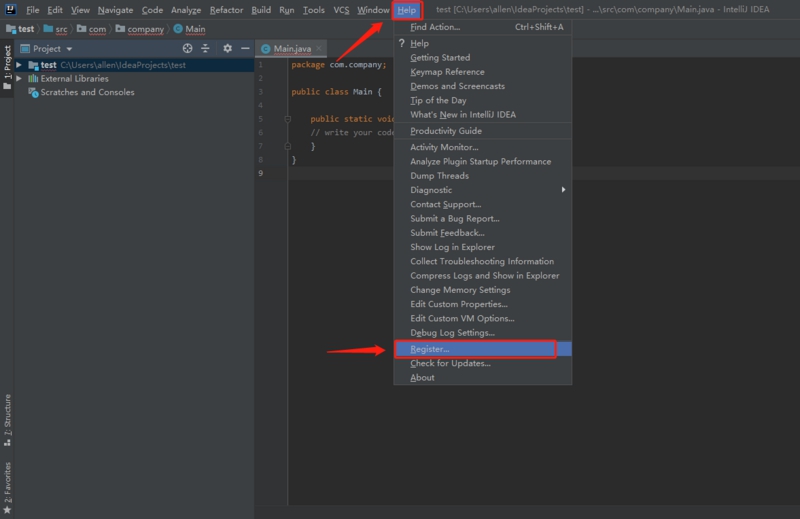 File Edit View Navigate Code Analyze Refactor Build Run Tools VCS Window Help test [C:\Users\allen\IdeaProjects\test] - ...\src\com\company\Main.java - IntelliJ IDEA
test src com company Main
Project
Main.java
1: Project
test C:\Users\allen\IdeaProjects\test
External Libraries
Scratches and Consoles
1 package com.company;
2
3 public class Main {
4
5 public static void
6 // write your code
7 }
8 }
9
Find Action... Ctrl+Shift+A
? Help
Getting Started
Keymap Reference
Demos and Screencasts
Tip of the Day
What's New in IntelliJ IDEA
Productivity Guide
Activity Monitor...
Analyze Plugin Startup Performance
Dump Threads
Diagnostic
Contact Support...
Submit a Bug Report...
Submit Feedback...
Show Log in Explorer
Collect Troubleshooting Information
Compress Logs and Show in Explorer
Change Memory Settings
Edit Custom Properties...
Edit Custom VM Options...
Debug Log Settings...
Register...
Check for Updates...
About
7: Structure
2: Favorites